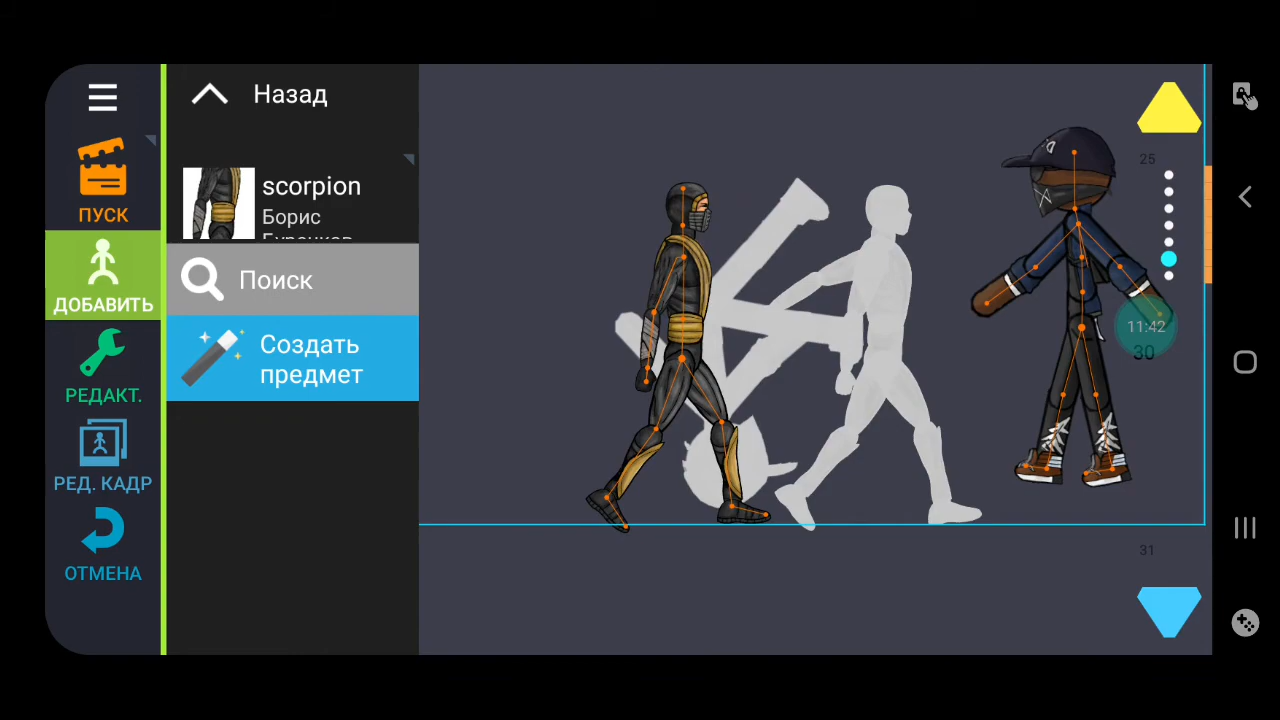 Назад
ПУСК
scorpion
Борис
ДОБАВИТЬ
Поиск
Создать
предмет
РЕДАКТ.
РЕД. КАДР
ОТМЕНА
25
11:42
30
31